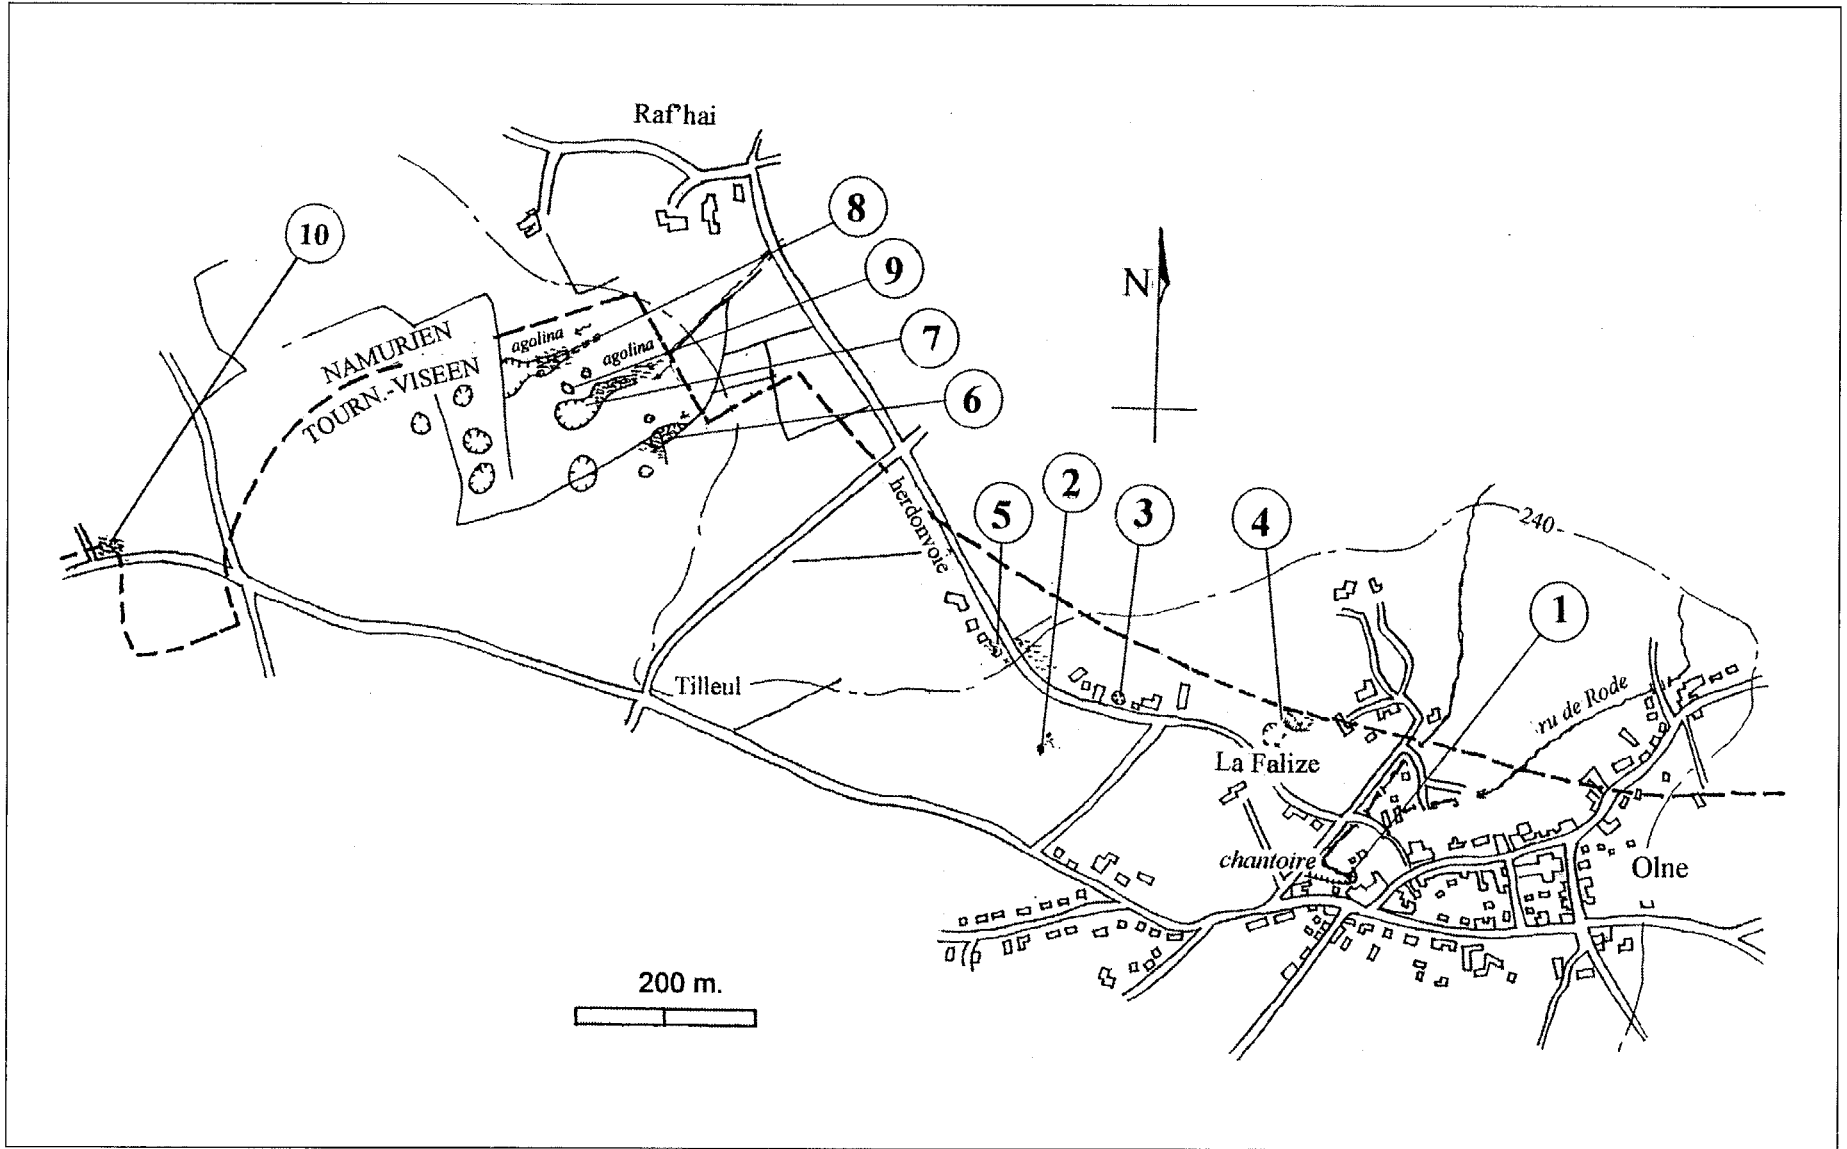 Raf'hai
8
10
9
N
7
agolina
NAMURIEN
agolina
TOURN.-VISEEN
6
2
herdonvoie
5
3
4
240
1
Tilleul
ru de Rode
La Falize
chantoire
Olne
200 m.